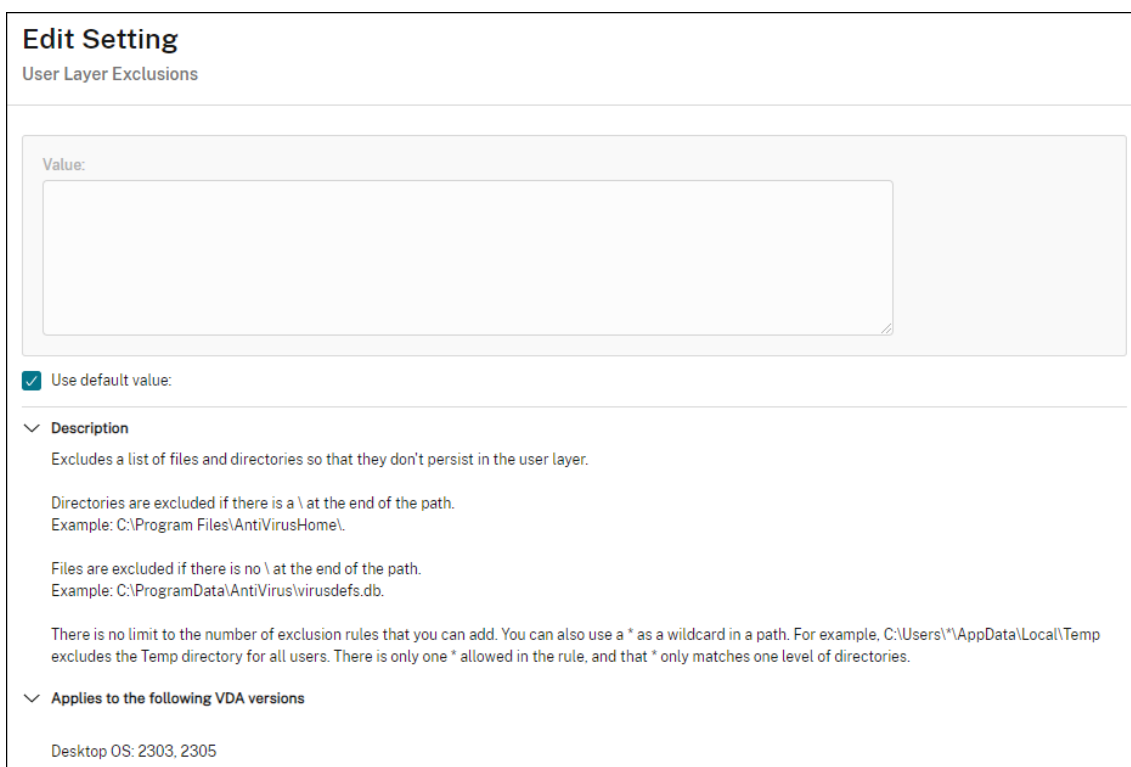 Edit Setting
User Layer Exclusions
Value:
Use default value:
Description
Excludes a list of files and directories so that they don't persist in the user layer.
Directories are excluded if there is a \ at the end of the path.
Example: C:\Program Files\AntiVirusHome\.
Files are excluded if there is no \ at the end of the path.
Example: C:\ProgramData\AntiVirus\virusdefs.db.
There is no limit to the number of exclusion rules that you can add. You can also use a * as a wildcard in a path. For example, C:\Users\*\AppData\Local\Temp
excludes the Temp directory for all users. There is only one * allowed in the rule, and that * only matches one level of directories.
Applies to the following VDA versions
Desktop OS: 2303, 2305